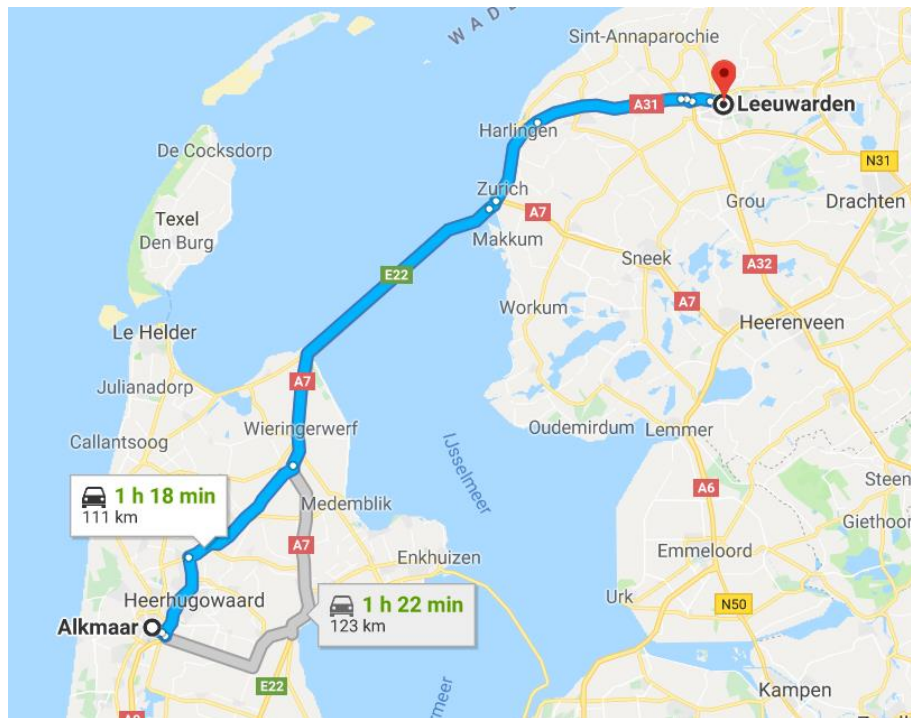 WADD
Sint-Annaparochie
Leeuwarden
A31
Harlingen
De Cocksdorp
N31
Zurich
Grou
Drachten
Texel
A7
Den Burg
Makkum
Sneek
A32
E22
A7
Workum
Le Helder
Heerenveen
A7
Julianadorp
Wieringerwerf
Oudemirdum
Lemmer
Callantsoog
IJsselmeer
Steen
A6
1 h 18 min
111 km
Medemblik
Giethoor
A7
Enkhuizen
Emmeloord
Heerhugowaard
1 h 22 min
123 km
Urk
N50
Alkmaar
E22
Kampen